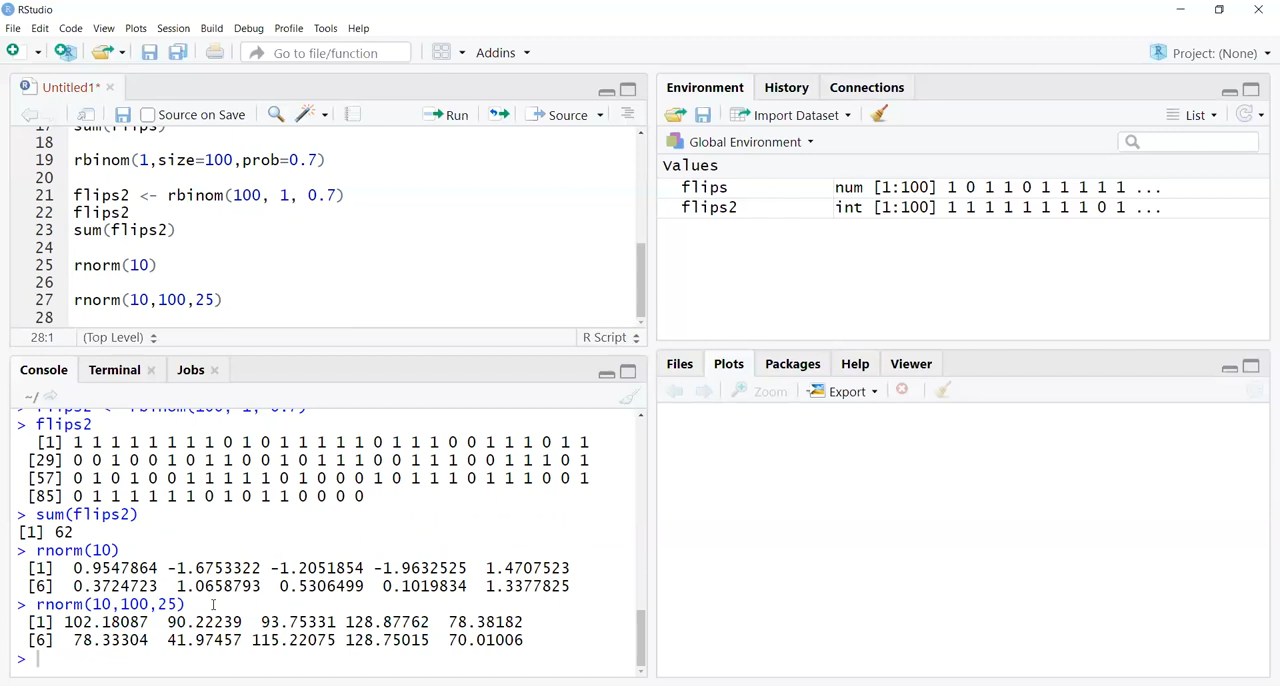 RStudio
File Edit Code View Plots Session Build Debug Profile Tools Help
Go to file/function Addins Project: (None)
Untitled1*
Source on Save Run Source
17 sum(flips)
18
19 rbinom(1,size=100,prob=0.7)
20
21 flips2 <- rbinom(100, 1, 0.7)
22 flips2
23 sum(flips2)
24
25 rnorm(10)
26
27 rnorm(10,100,25)
28
28:1 (Top Level) R Script
Console Terminal Jobs
~/
> flips2 <- rbinom(100, 1, 0.7)
> flips2
[1] 1 1 1 1 1 1 1 1 0 1 0 1 1 1 1 1 0 1 1 1 0 0 1 1 1 0 1 1
[29] 0 0 1 0 0 1 0 1 1 0 0 1 0 1 1 1 0 0 1 1 1 0 0 1 1 1 0 1
[57] 0 1 0 1 0 0 1 1 1 1 1 0 1 0 0 0 1 0 1 1 1 0 1 1 1 0 0 1
[85] 0 1 1 1 1 1 1 0 1 0 1 1 0 0 0 0
> sum(flips2)
[1] 62
> rnorm(10)
[1] 0.9547864 -1.6753322 -1.2051854 -1.9632525 1.4707523
[6] 0.3724723 1.0658793 0.5306499 0.1019834 1.3377825
> rnorm(10,100,25)
[1] 102.18087 90.22239 93.75331 128.87762 78.38182
[6] 78.33304 41.97457 115.22075 128.75015 70.01006
>
Environment History Connections
Import Dataset List
Global Environment
Values
flips num [1:100] 1 0 1 1 0 1 1 1 1 1 ...
flips2 int [1:100] 1 1 1 1 1 1 1 1 0 1 ...
Files Plots Packages Help Viewer
Zoom Export